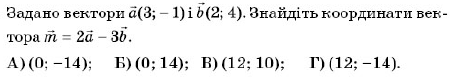 Задано вектори a⃗(3; – 1) і b⃗(2; 4). Знайдіть координати век-
тора m⃗ = 2a⃗ – 3b⃗.
А) (0; –14); Б) (0; 14); В) (12; 10); Г) (12; –14).